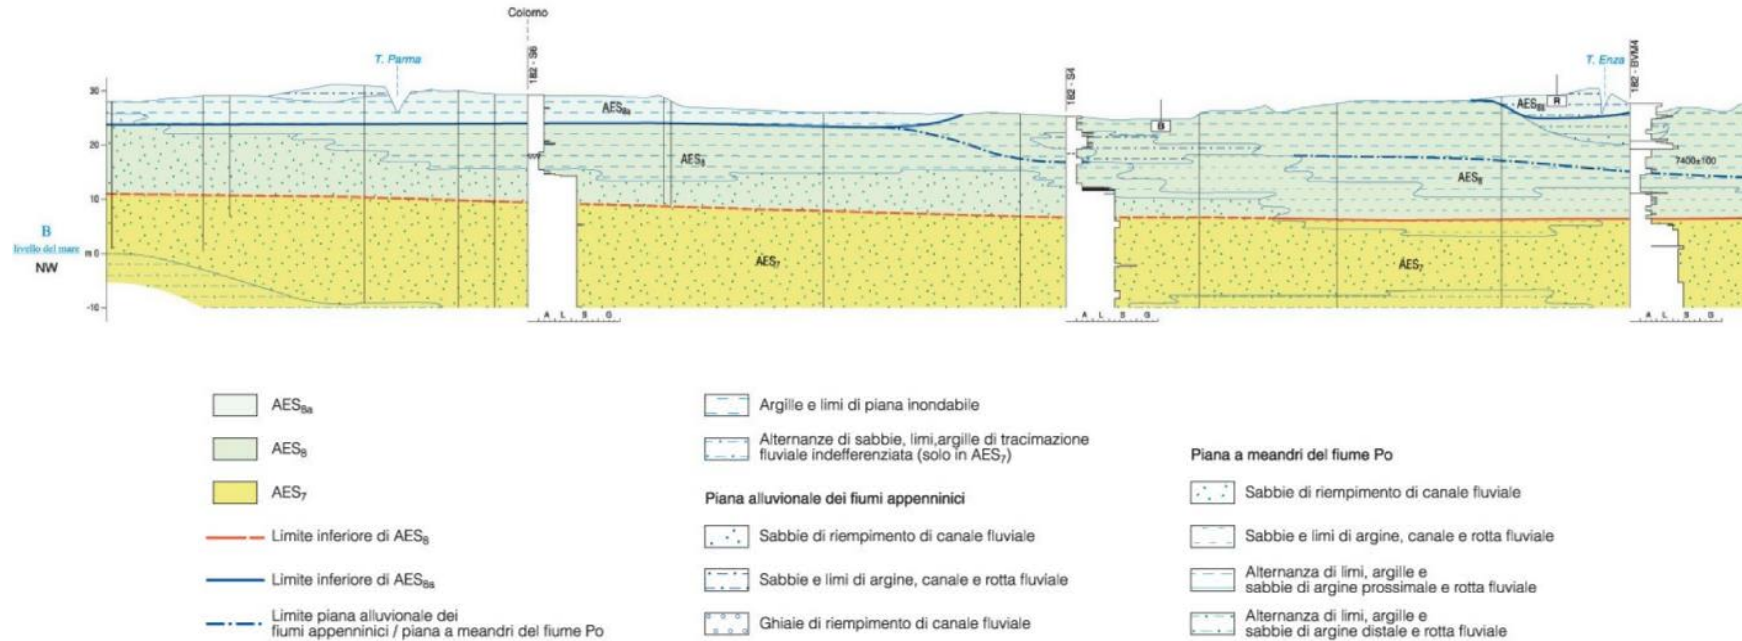 Colorno
T. Parma
182 - S6
182 - S4
T. Enza
182 - BVM4
30
20
10
m 0
-10
B
livello del mare
NW
AES8a
AES8
AES7
B
AES8a
R
7400±100
AES8
AES7
A L S G
A L S G
A L S G
AES8a
AES8
AES7
Limite inferiore di AES8
Limite inferiore di AES8a
Limite piana alluvionale dei
fiumi appenninici / piana a meandri del fiume Po
Argille e limi di piana inondabile
Alternanze di sabbie, limi,argille di tracimazione
fluviale indefferenziata (solo in AES7)
Piana alluvionale dei fiumi appenninici
Sabbie di riempimento di canale fluviale
Sabbie e limi di argine, canale e rotta fluviale
Ghiaie di riempimento di canale fluviale
Piana a meandri del fiume Po
Sabbie di riempimento di canale fluviale
Sabbie e limi di argine, canale e rotta fluviale
Alternanza di limi, argille e
sabbie di argine prossimale e rotta fluviale
Alternanza di limi, argille e
sabbie di argine distale e rotta fluviale